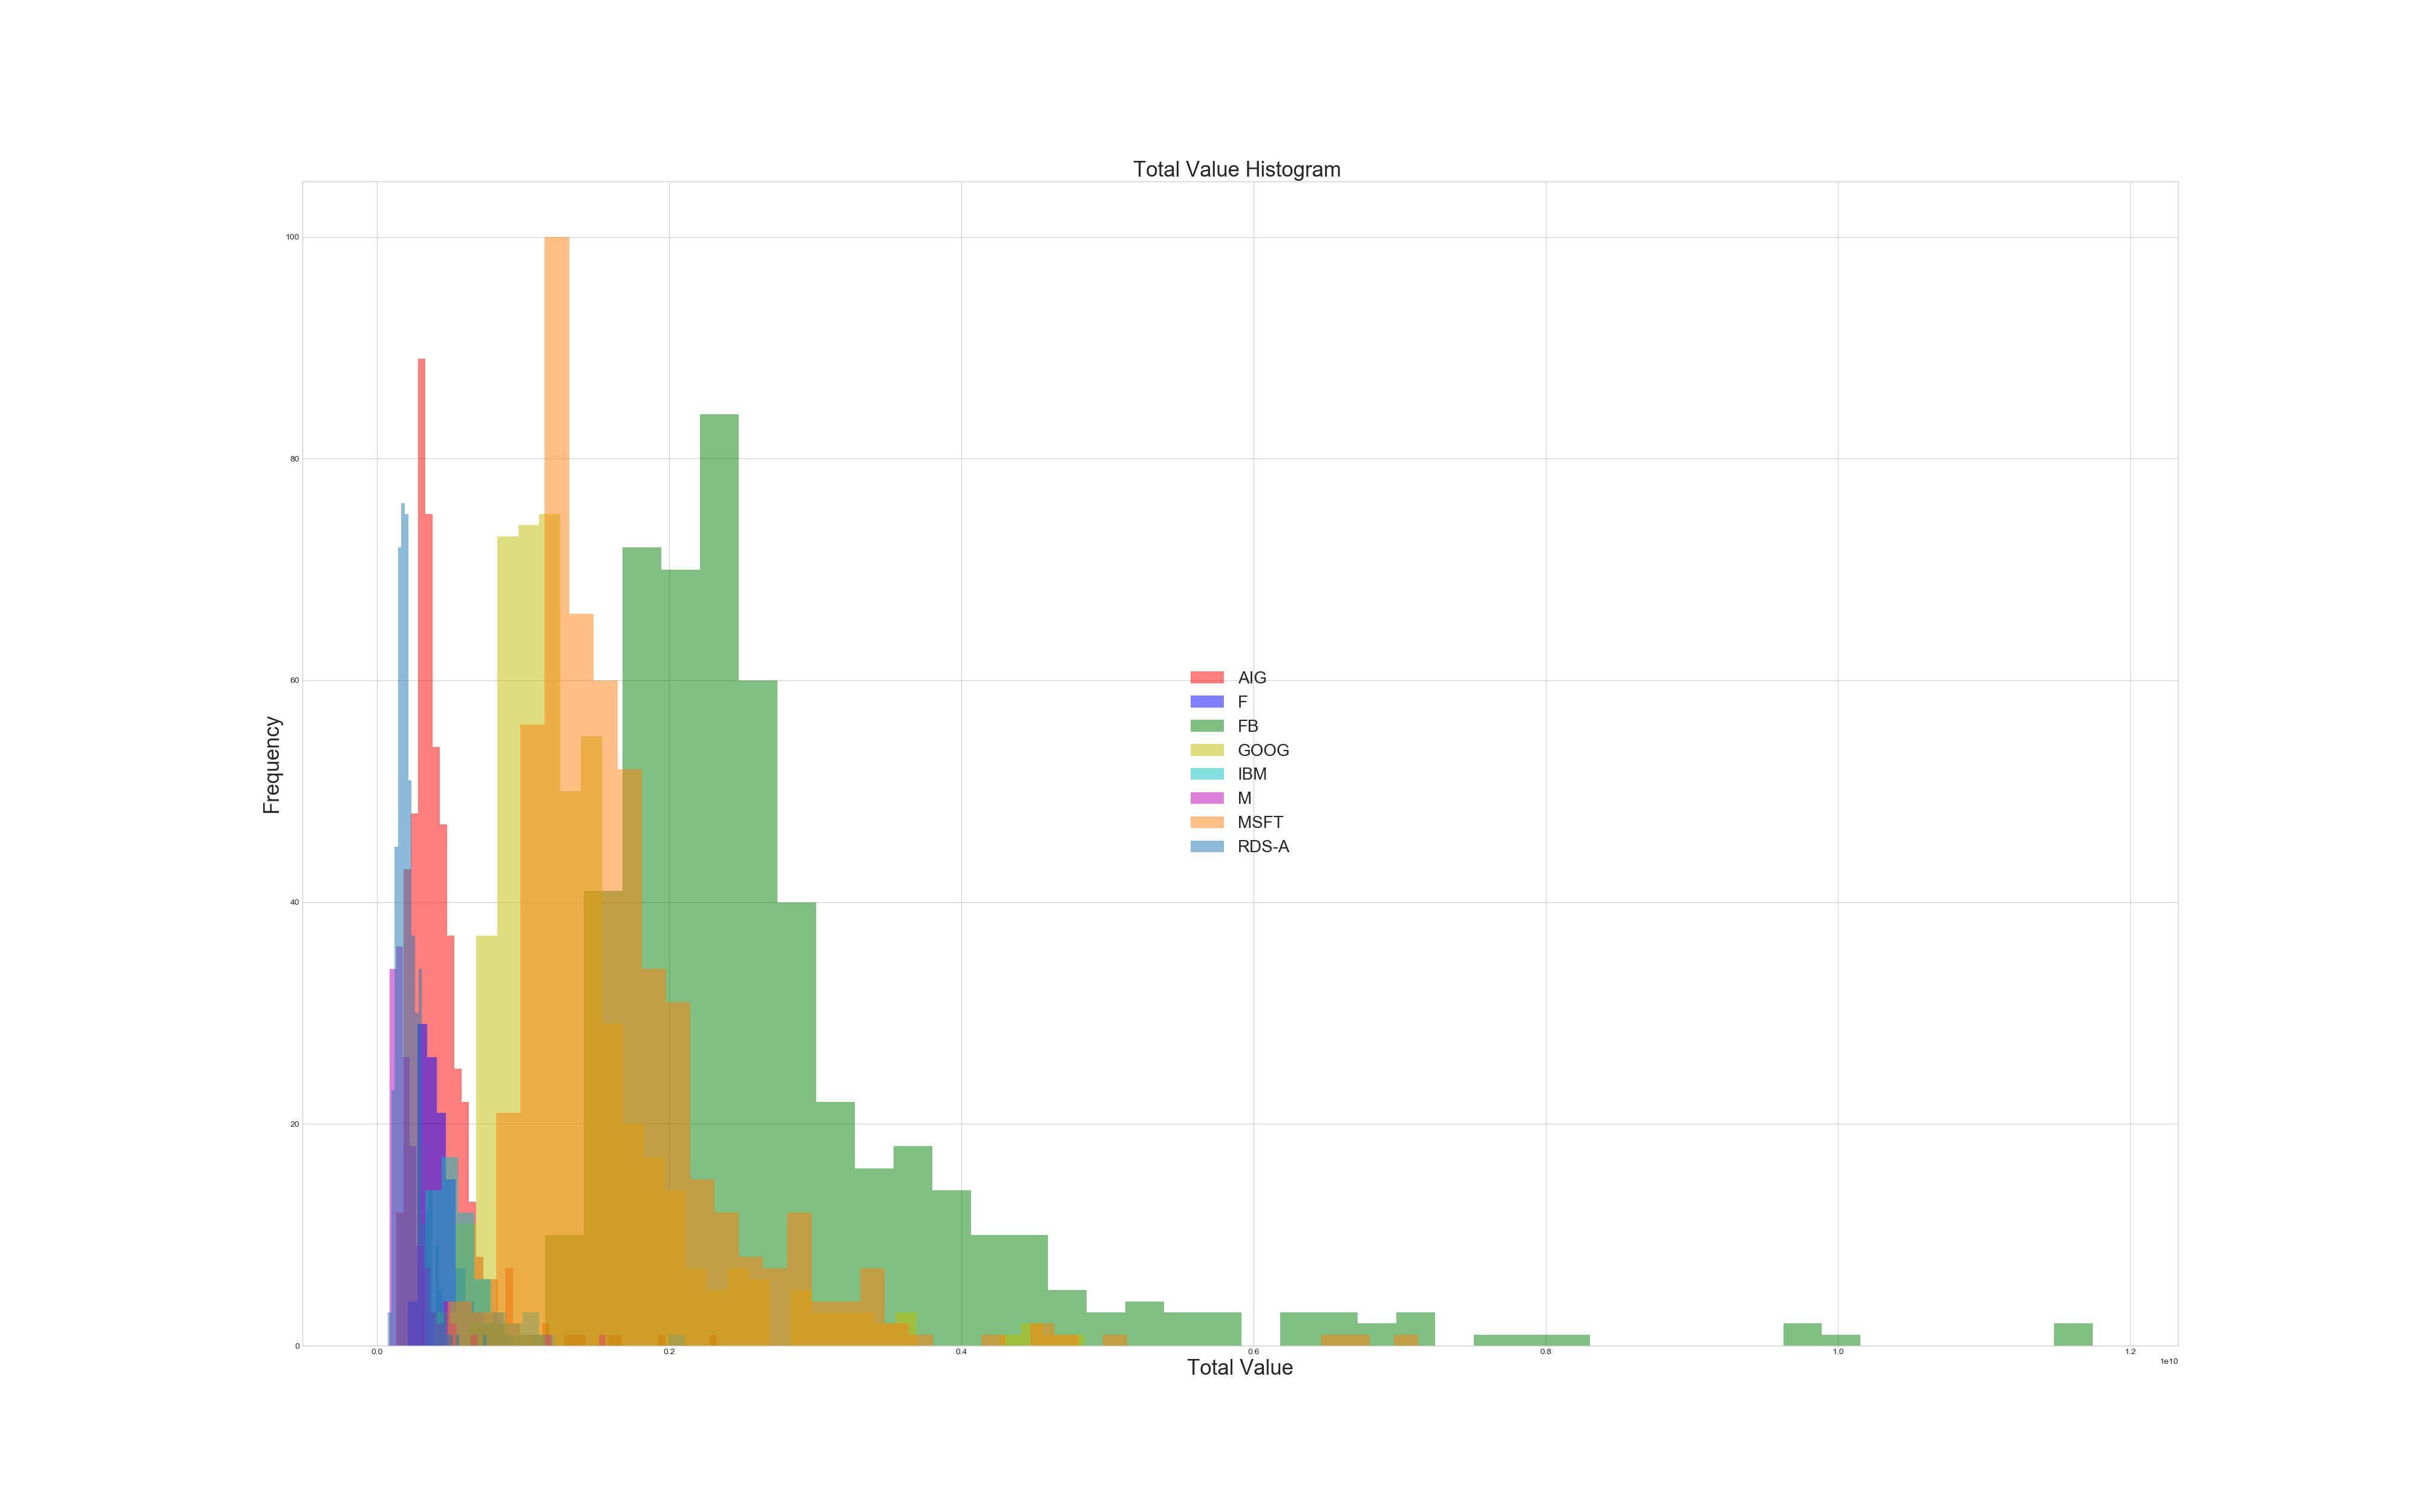 Total Value Histogram
100
80
60
40
20
0
Frequency
AIG
F
FB
GOOG
IBM
M
MSFT
RDS-A
0.0 0.2 0.4 0.6 0.8 1.0 1.2
1e10
Total Value